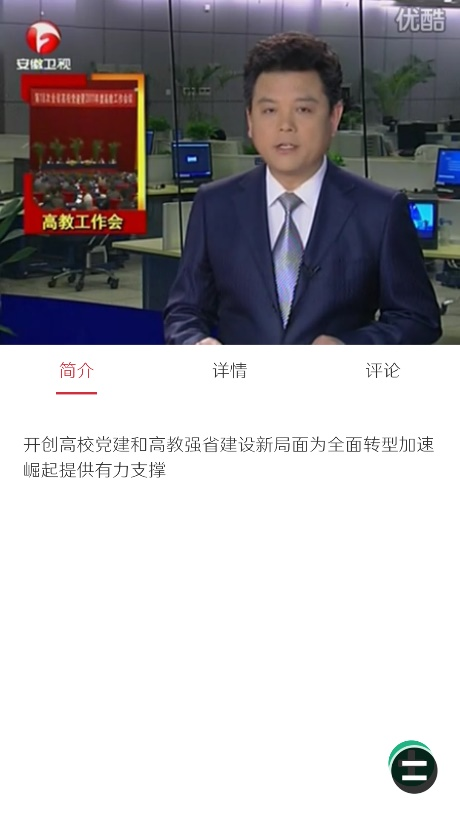 优酷
安徽卫视
高教工作会
简介
详情
评论
开创高校党建和高教强省建设新局面为全面转型加速
崛起提供有力支撑